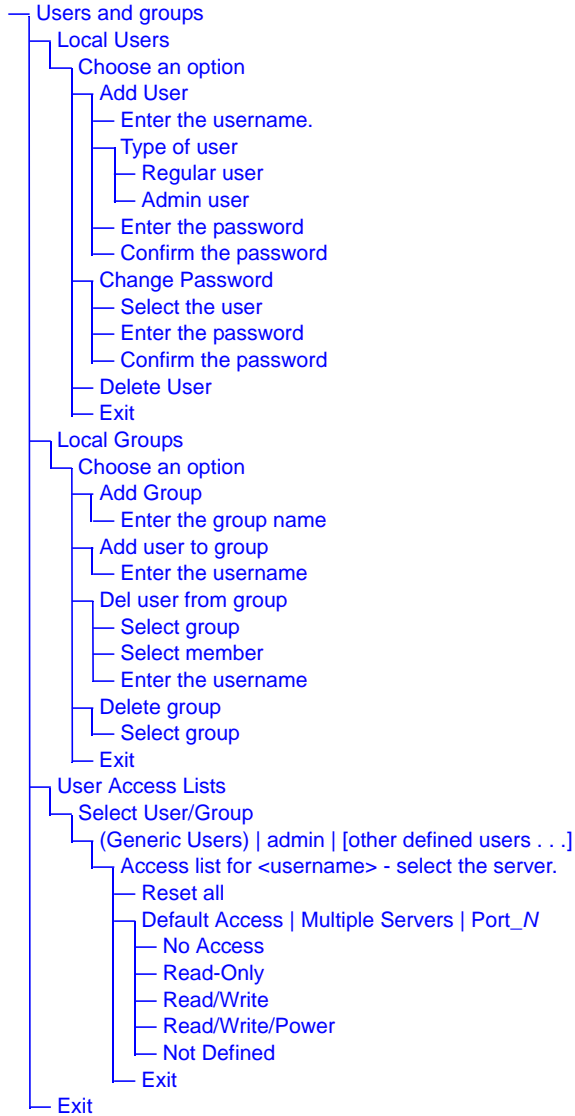 Users and groups
Local Users
Choose an option
Add User
Enter the username.
Type of user
Regular user
Admin user
Enter the password
Confirm the password
Change Password
Select the user
Enter the password
Confirm the password
Delete User
Exit
Local Groups
Choose an option
Add Group
Enter the group name
Add user to group
Enter the username
Del user from group
Select group
Select member
Enter the username
Delete group
Select group
Exit
User Access Lists
Select User/Group
(Generic Users) | admin | [other defined users . . .]
Access list for <username> - select the server.
Reset all
Default Access | Multiple Servers | Port_N
No Access
Read-Only
Read/Write
Read/Write/Power
Not Defined
Exit
Exit